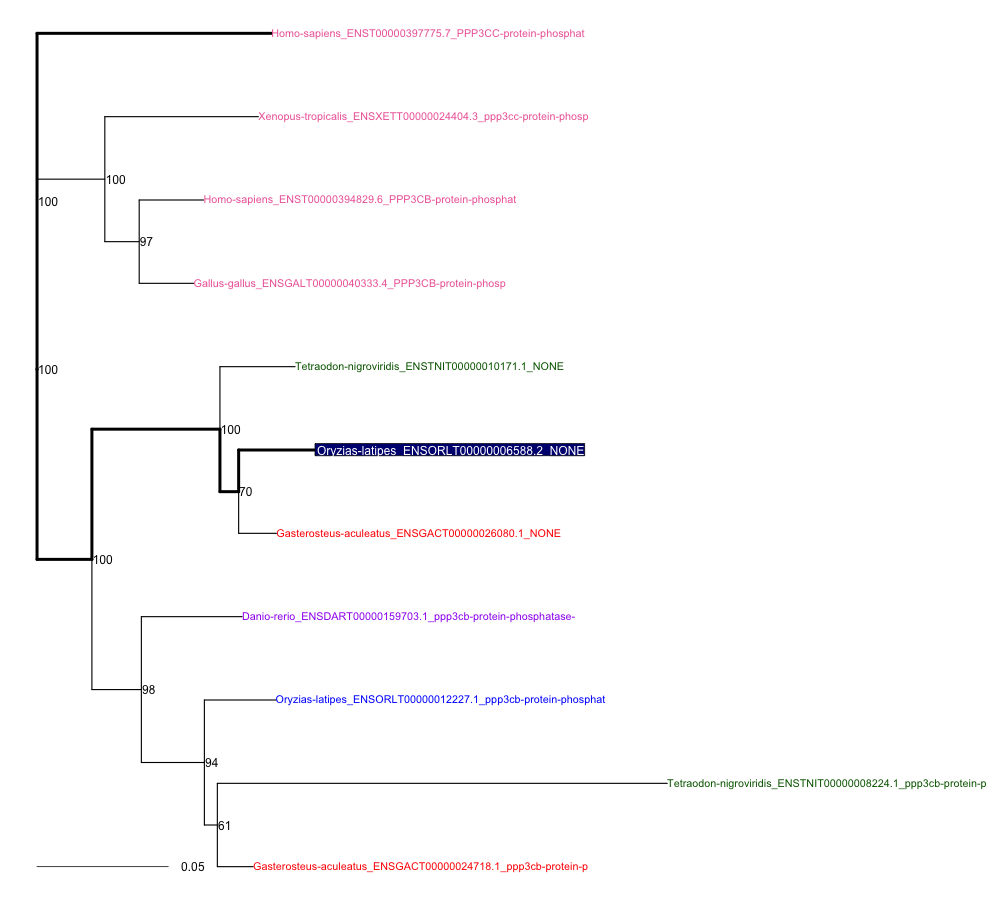 Homo-sapiens_ENST00000397775.7_PPP3CC-protein-phosphat
Xenopus-tropicalis_ENSXETT00000024404.3_ppp3cc-protein-phosp
100
Homo-sapiens_ENST00000394829.6_PPP3CB-protein-phosphat
100
97
Gallus-gallus_ENSGALT00000040333.4_PPP3CB-protein-phosp
Tetraodon-nigroviridis_ENSTNIT00000010171.1_NONE
100
100
Oryzias-latipes_ENSORLT00000006588.2_NONE
70
Gasterosteus-aculeatus_ENSGACT00000026080.1_NONE
100
Danio-rerio_ENSDART00000159703.1_ppp3cb-protein-phosphatase-
98
Oryzias-latipes_ENSORLT00000012227.1_ppp3cb-protein-phosphat
94
Tetraodon-nigroviridis_ENSTNIT00000008224.1_ppp3cb-protein-p
61
Gasterosteus-aculeatus_ENSGACT00000024718.1_ppp3cb-protein-p
0.05